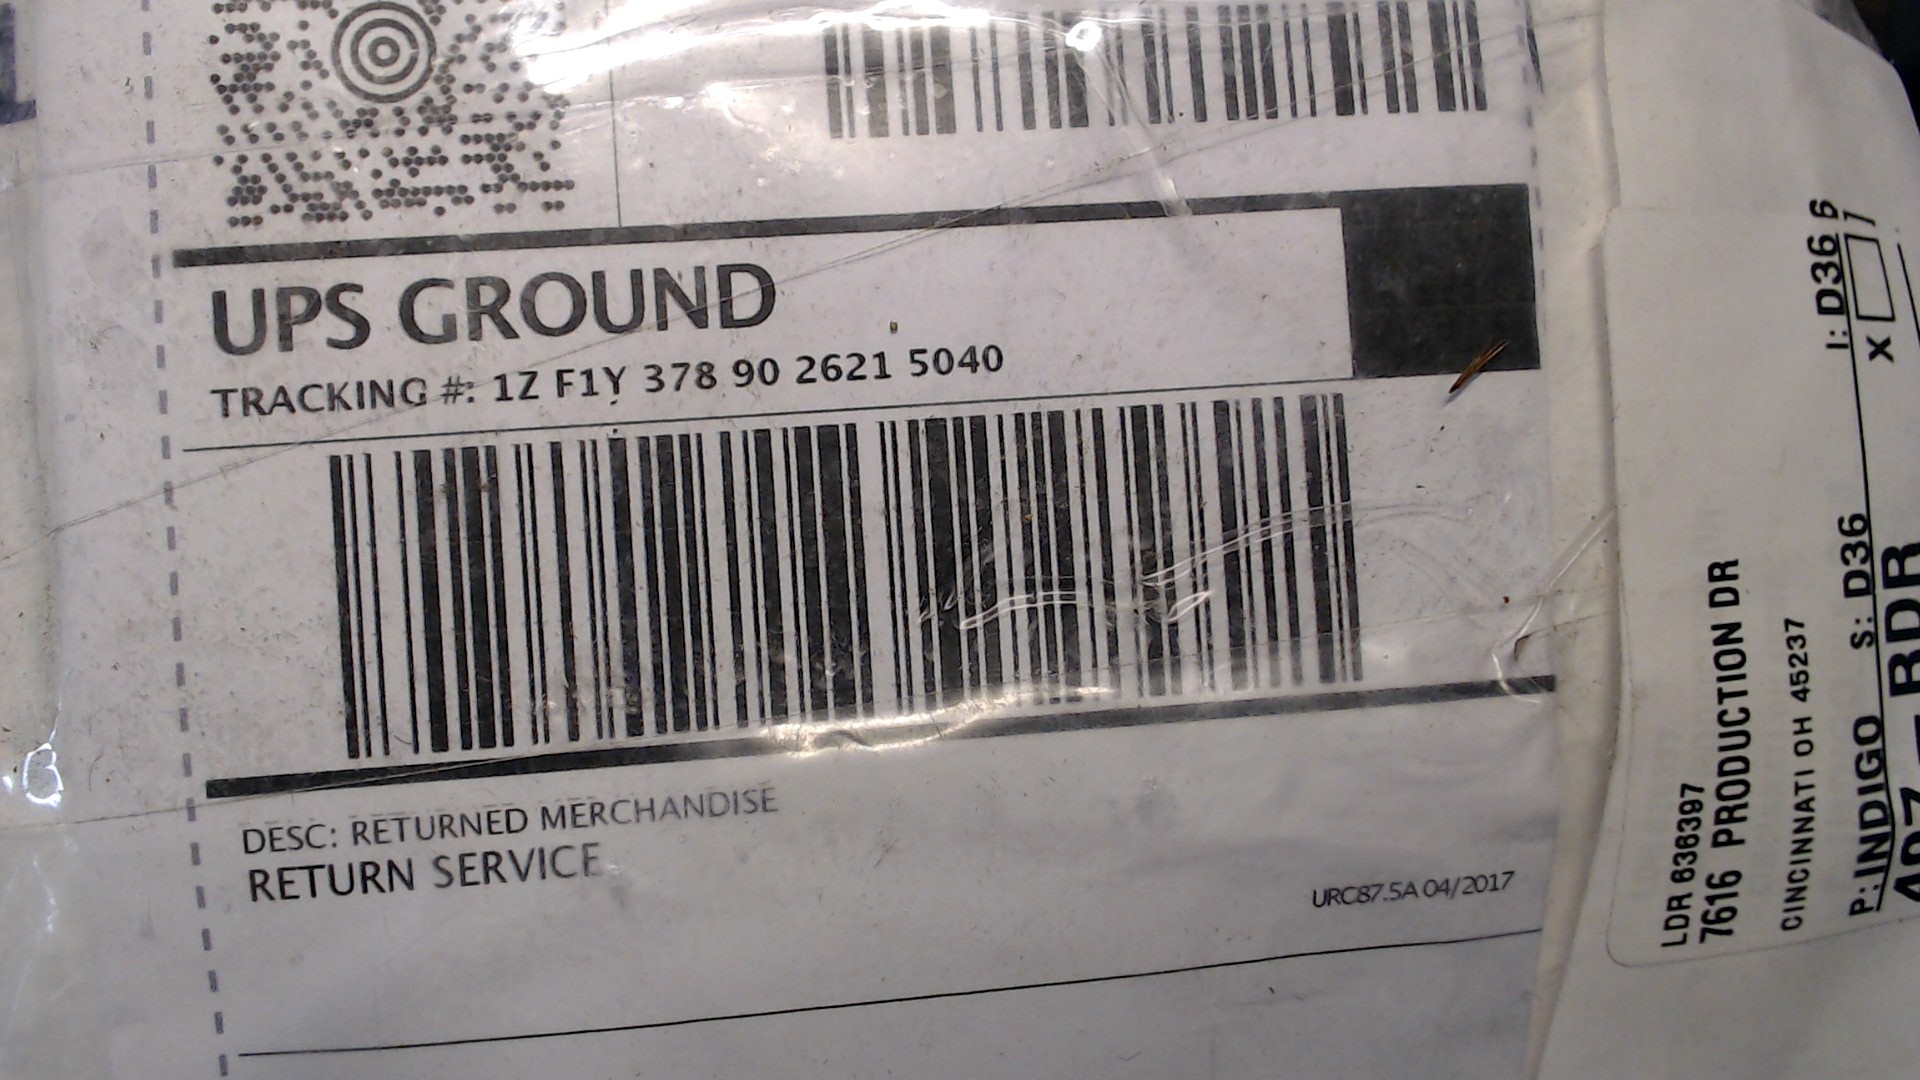 UPS GROUND
TRACKING #: 1Z F1Y 378 90 2621 5040
DESC: RETURNED MERCHANDISE
RETURN SERVICE
URC87.5A 04/2017
LDR 636397
7616 PRODUCTION DR
CINCINNATI OH 45237
P: INDIGO S: D36 I: D36 6
X